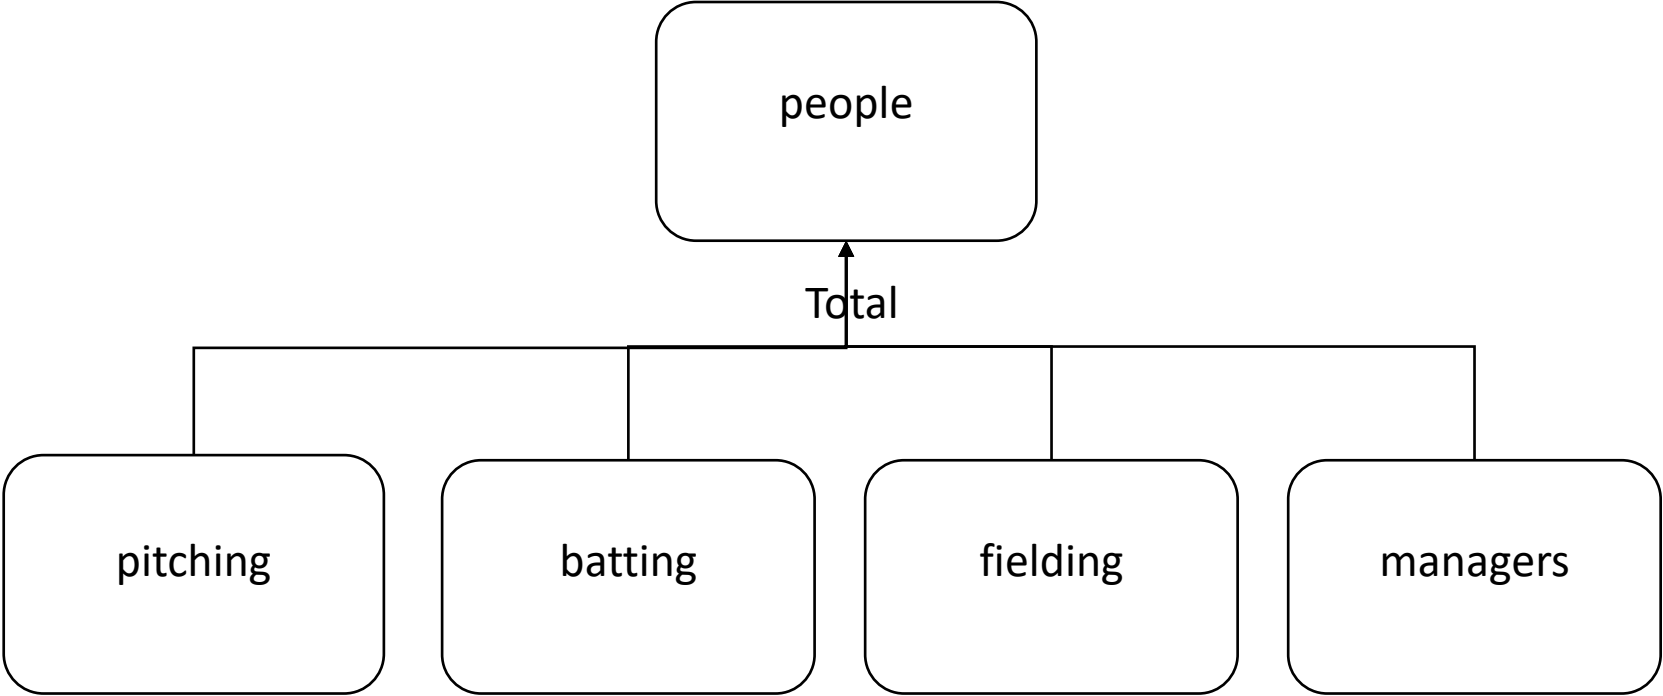 people
Total
pitching
batting
fielding
managers